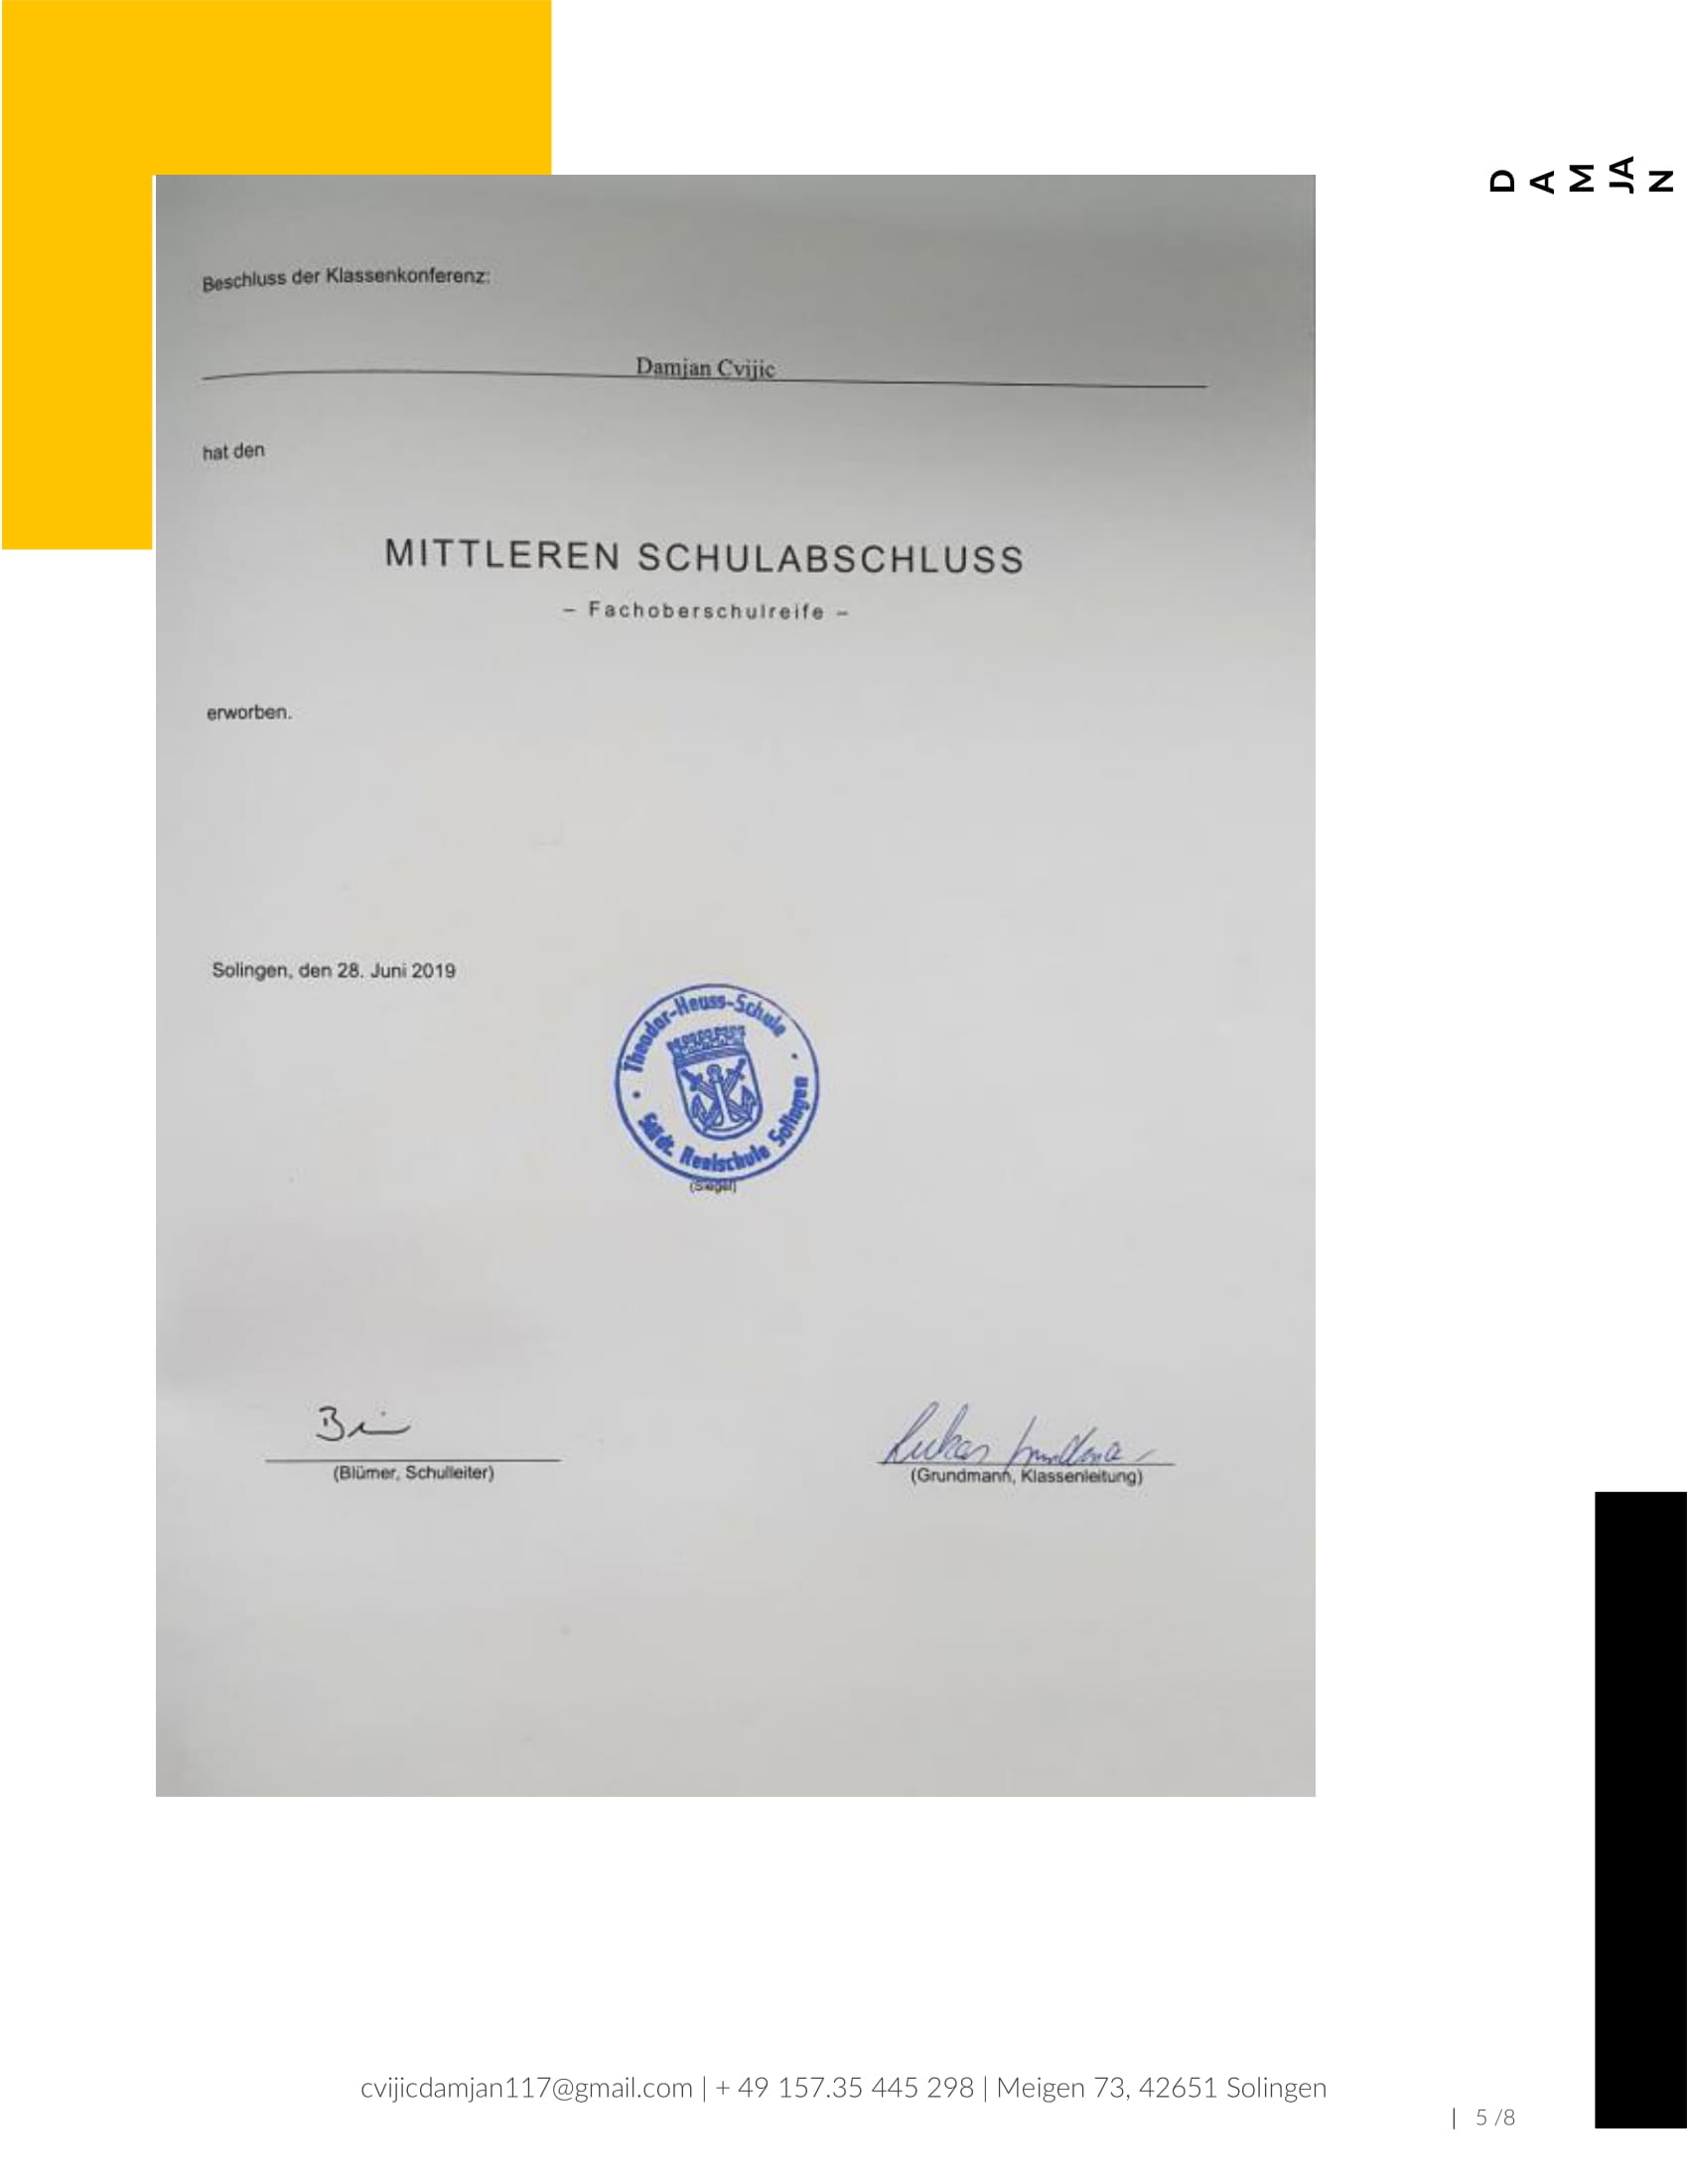 D
A
M
JA
N
Beschluss der Klassenkonferenz:
Damjan Cvijic
hat den
MITTLEREN SCHULABSCHLUSS
– Fachoberschulreife –
erworben.
Solingen, den 28. Juni 2019
Theodor-Heuss-Schule
Städt. Realschule Solingen
(Siegel)
(Blümer, Schulleiter)
Lukas Grundmann
(Grundmann, Klassenleitung)
cvijicdamjan117@gmail.com | + 49 157.35 445 298 | Meigen 73, 42651 Solingen
| 5 /8